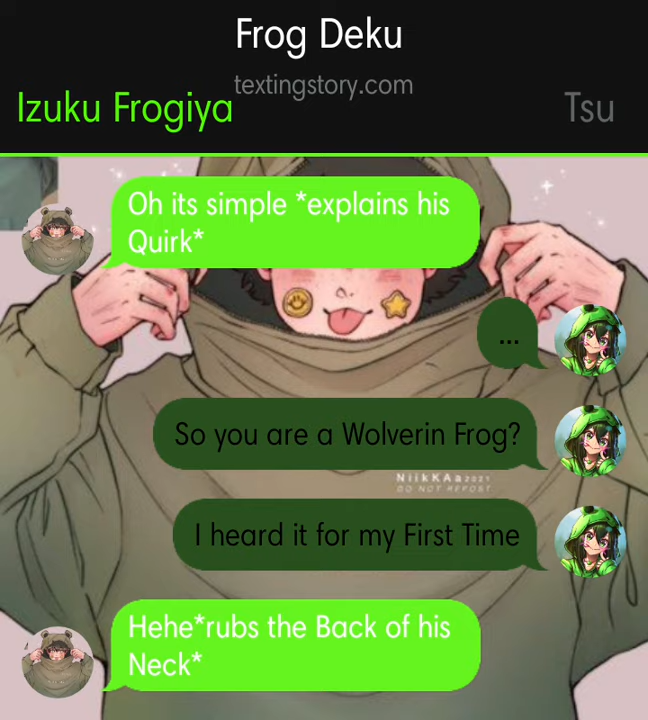 Frog Deku
textingstory.com
Izuku Frogiya
Tsu
Oh its simple *explains his
Quirk*
...
So you are a Wolverin Frog?
NiikKAa2021
DO NOT REPOST
I heard it for my First Time
Hehe*rubs the Back of his
Neck*